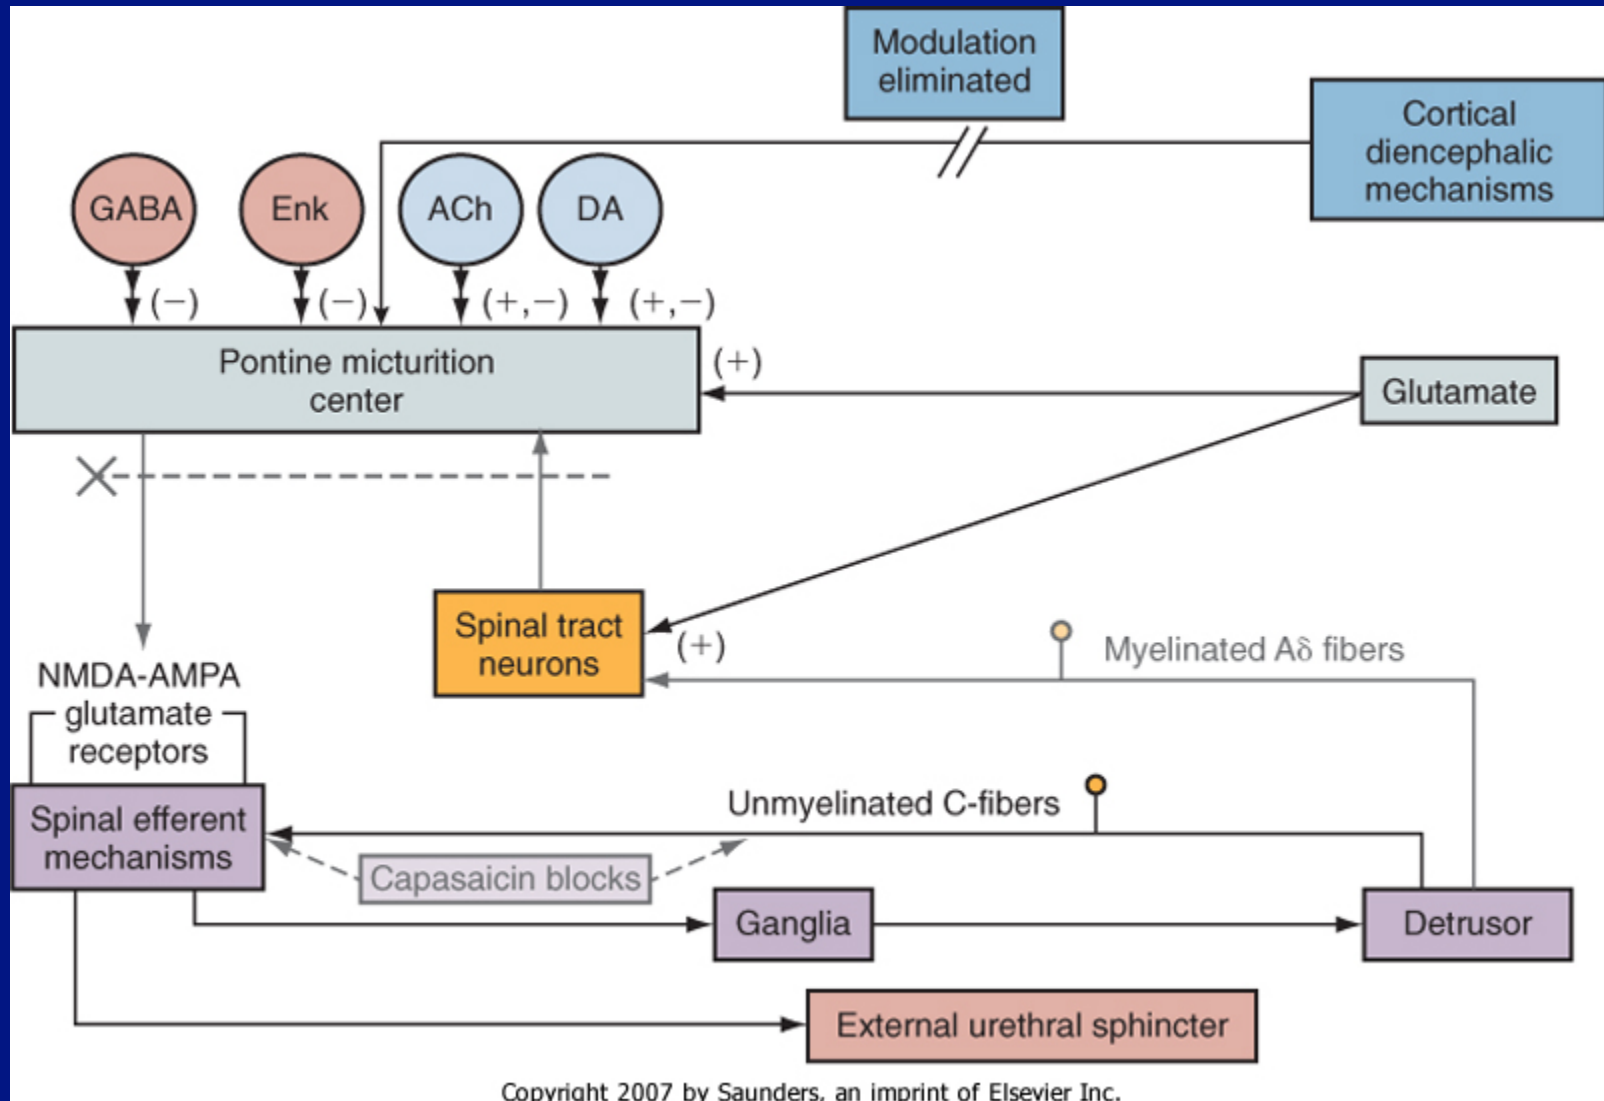 Modulation
eliminated
Cortical
diencephalic
mechanisms
GABA
Enk
ACh
DA
(−)
(−)
(+,−)
(+,−)
Pontine micturition
center
(+)
Glutamate
Spinal tract
neurons
(+)
Myelinated Aδ fibers
NMDA-AMPA
glutamate
receptors
Unmyelinated C-fibers
Spinal efferent
mechanisms
Capasaicin blocks
Ganglia
Detrusor
External urethral sphincter
Copyright 2007 by Saunders, an imprint of Elsevier Inc.